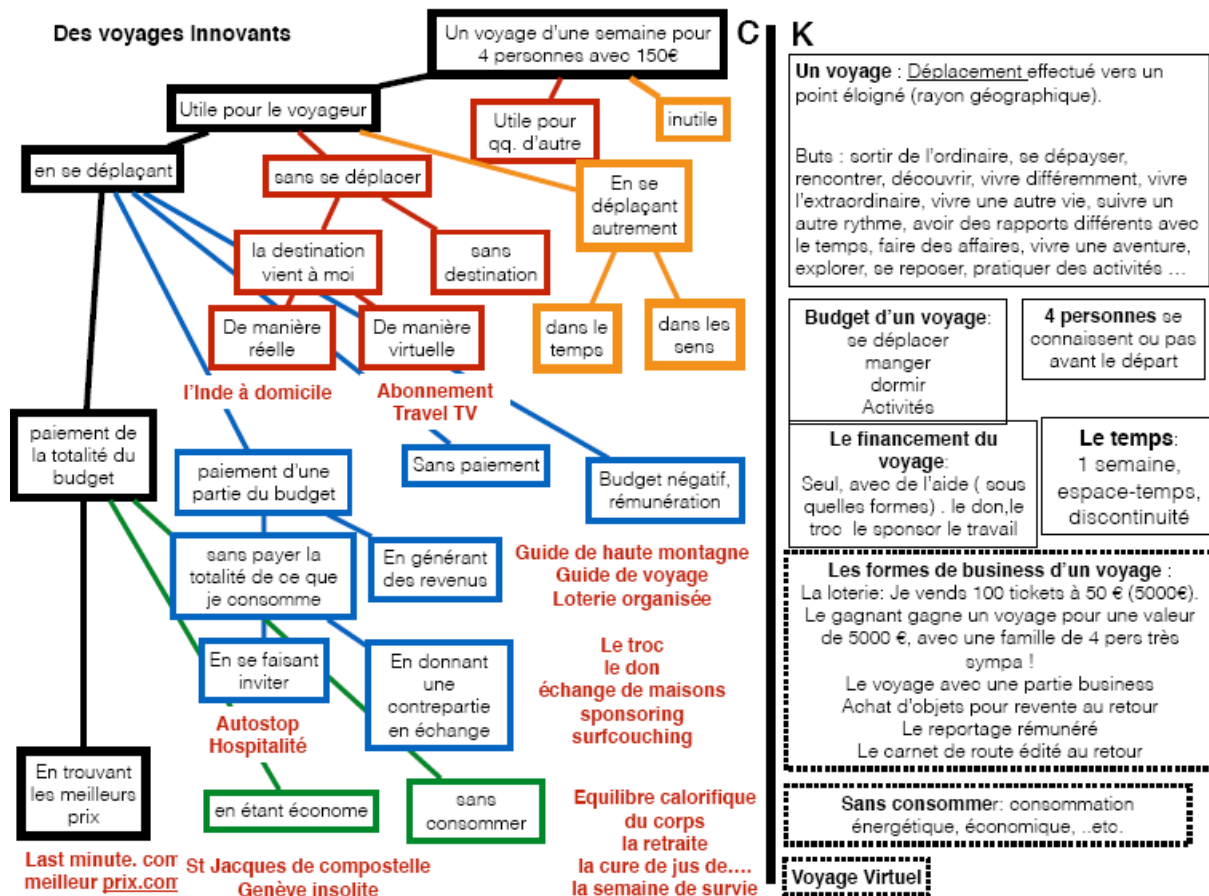 Des voyages innovants
Un voyage d'une semaine pour
4 personnes avec 150€
C
K
Utile pour le voyageur
Utile pour
qq. d'autre
inutile
en se déplaçant
sans se déplacer
En se
déplaçant
autrement
la destination
vient à moi
sans
destination
De manière
réelle
De manière
virtuelle
dans le
temps
dans les
sens
l'Inde à domicile
Abonnement
Travel TV
paiement de
la totalité du
budget
paiement d'une
partie du budget
Sans paiement
Budget négatif,
rémunération
sans payer la
totalité de ce que
je consomme
En générant
des revenus
Guide de haute montagne
Guide de voyage
Loterie organisée
En se faisant
inviter
En donnant
une
contrepartie
en échange
Le troc
le don
échange de maisons
sponsoring
surfcouching
Autostop
Hospitalité
En trouvant
les meilleurs
prix
en étant économe
sans
consommer
Equilibre calorifique
du corps
la retraite
la cure de jus de....
la semaine de survie
Last minute. com
meilleur prix.com
St Jacques de compostelle
Genève insolite
Un voyage : Déplacement effectué vers un
point éloigné (rayon géographique).
Buts : sortir de l'ordinaire, se dépayser,
rencontrer, découvrir, vivre différemment, vivre
l'extraordinaire, vivre une autre vie, suivre un
autre rythme, avoir des rapports différents avec
le temps, faire des affaires, vivre une aventure,
explorer, se reposer, pratiquer des activités ...
Budget d'un voyage:
se déplacer
manger
dormir
Activités
4 personnes se
connaissent ou pas
avant le départ
Le financement du
voyage:
Seul, avec de l'aide ( sous
quelles formes) . le don,le
troc le sponsor le travail
Le temps:
1 semaine,
espace-temps,
discontinuité
Les formes de business d'un voyage :
La loterie: Je vends 100 tickets à 50 € (5000€).
Le gagnant gagne un voyage pour une valeur
de 5000 €, avec une famille de 4 pers très
sympa !
Le voyage avec une partie business
Achat d'objets pour revente au retour
Le reportage rémunéré
Le carnet de route édité au retour
Sans consommer: consommation
énergétique, économique, ..etc.
Voyage Virtuel